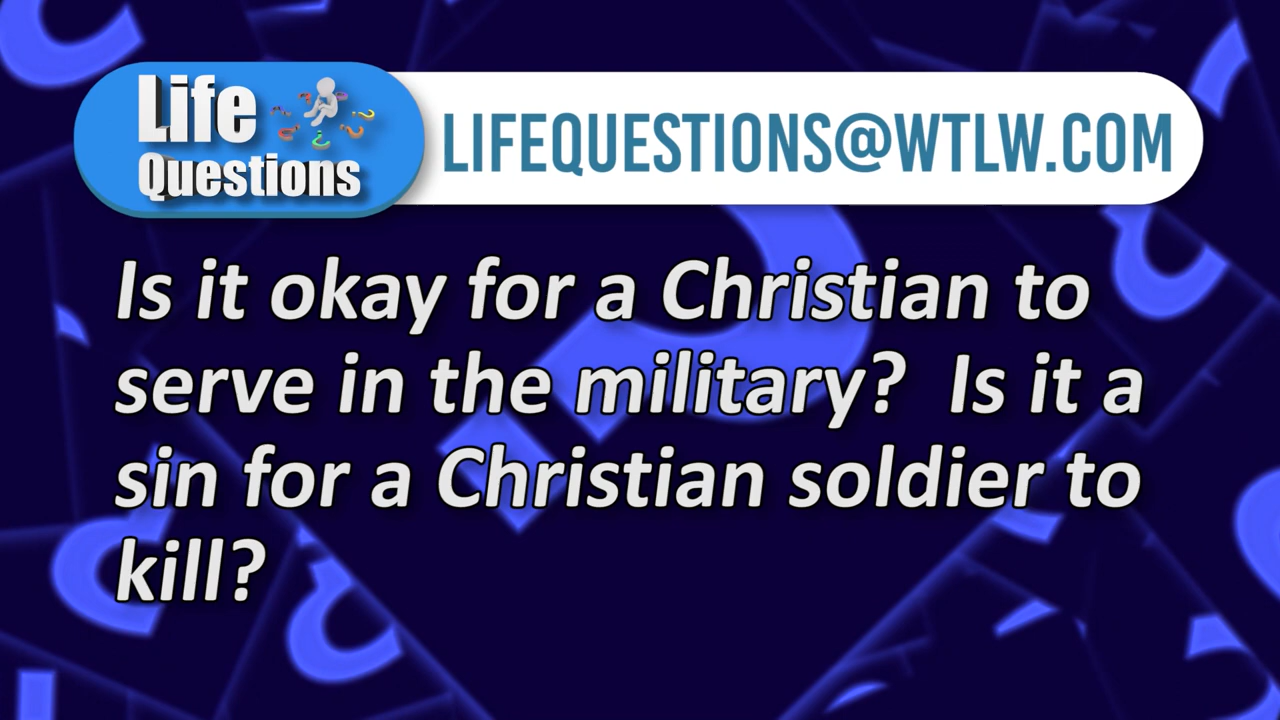 Life
Questions
LIFEQUESTIONS@WTLW.COM
Is it okay for a Christian to
serve in the military?  Is it a
sin for a Christian soldier to
kill?